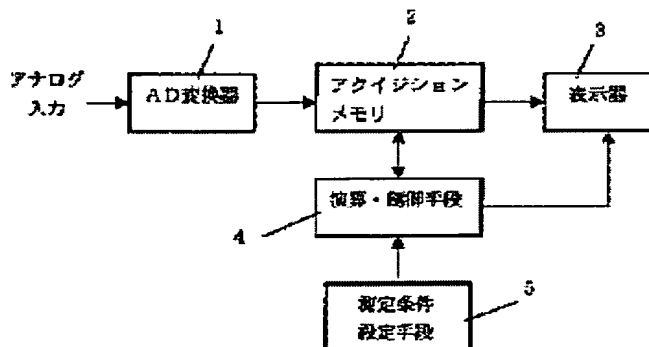 1
2
3
アナログ
入力
AD変換器
アクイジション
メモリ
表示器
演算・制御手段
4
測定条件
設定手段
5